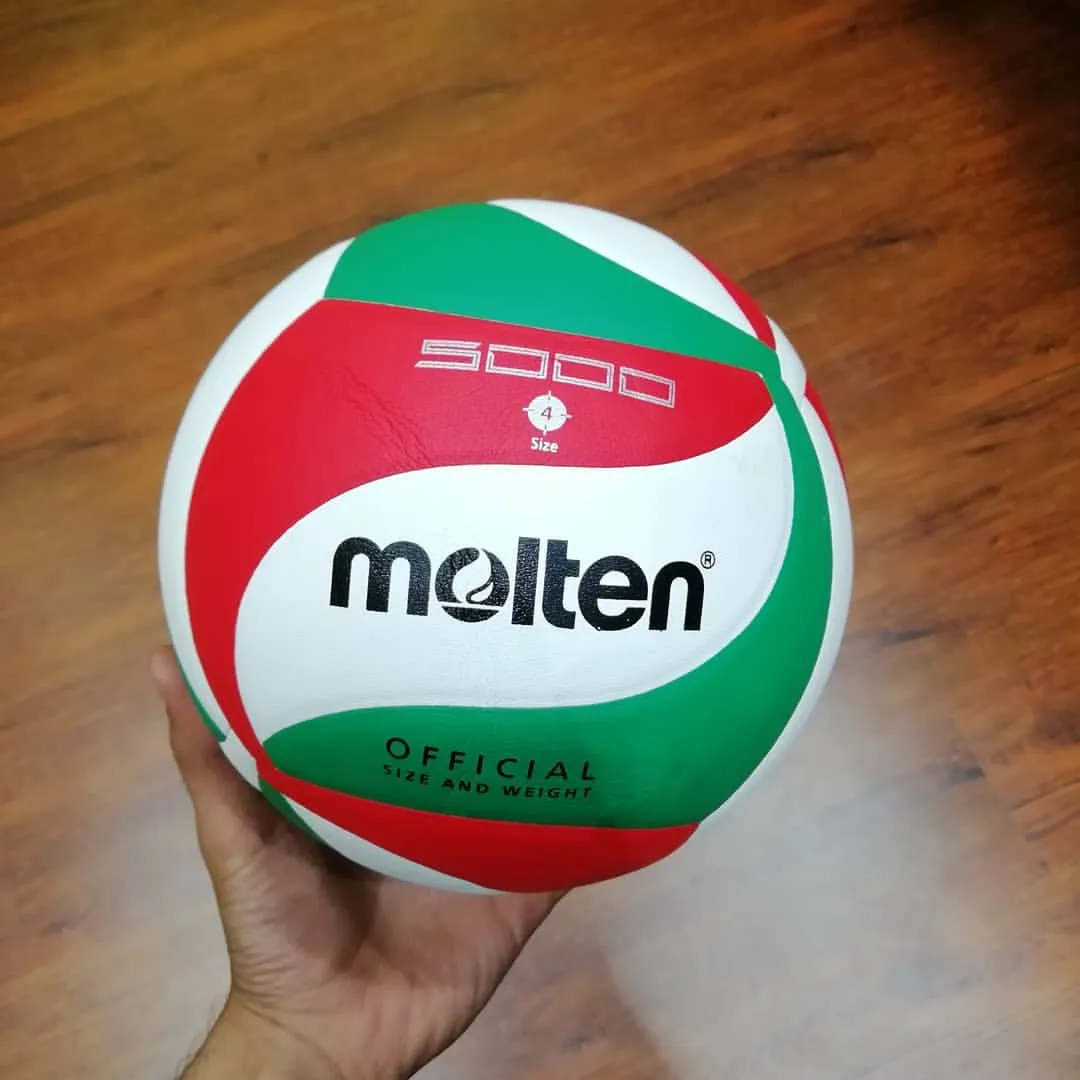 5000
4
Size
molten®
OFFICIAL
SIZE AND WEIGHT